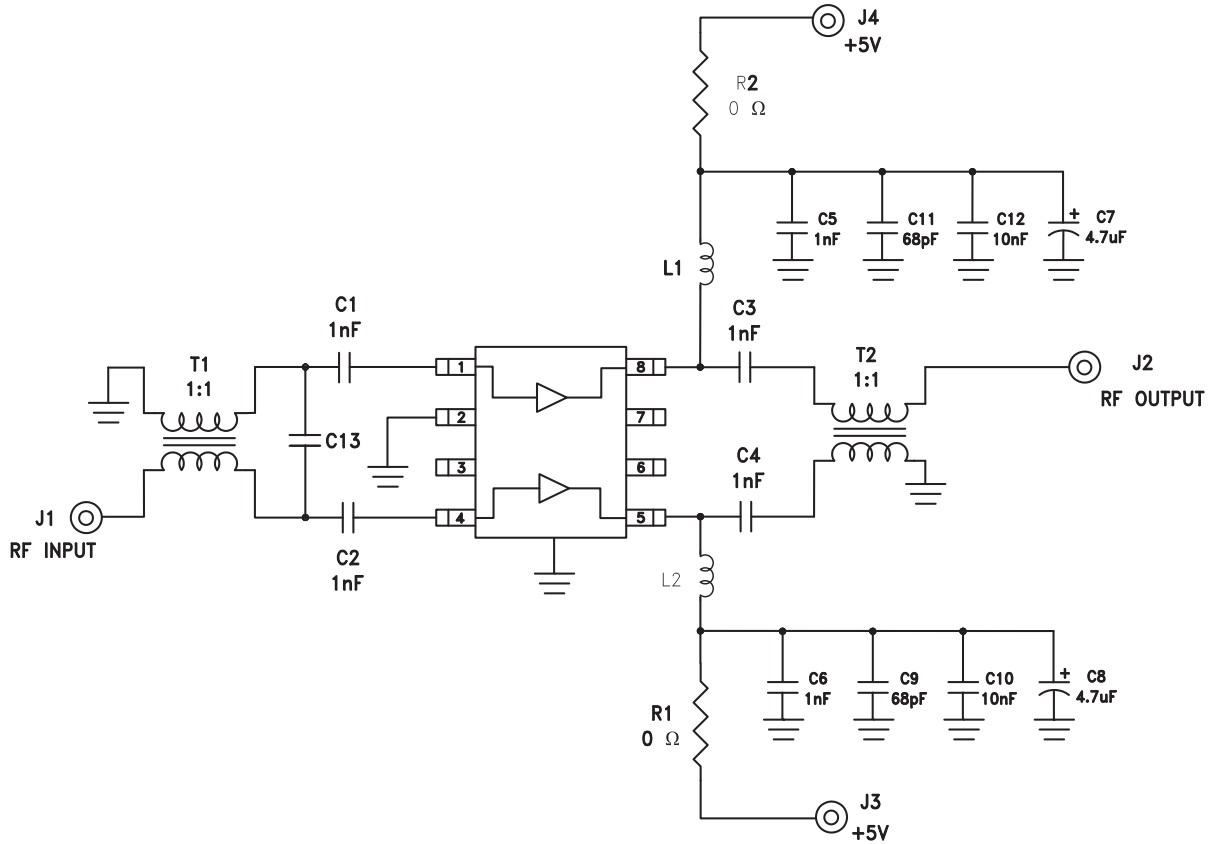 J4
+5V
R2
0 Ω
C5
1nF
C11
68pF
C12
10nF
+
C7
4.7uF
L1
C1
1nF
C3
1nF
T1
1:1
T2
1:1
J2
RF OUTPUT
1
8
2
7
C13
3
6
4
5
C4
1nF
J1
RF INPUT
C2
1nF
L2
C6
1nF
C9
68pF
C10
10nF
+
C8
4.7uF
R1
0 Ω
J3
+5V